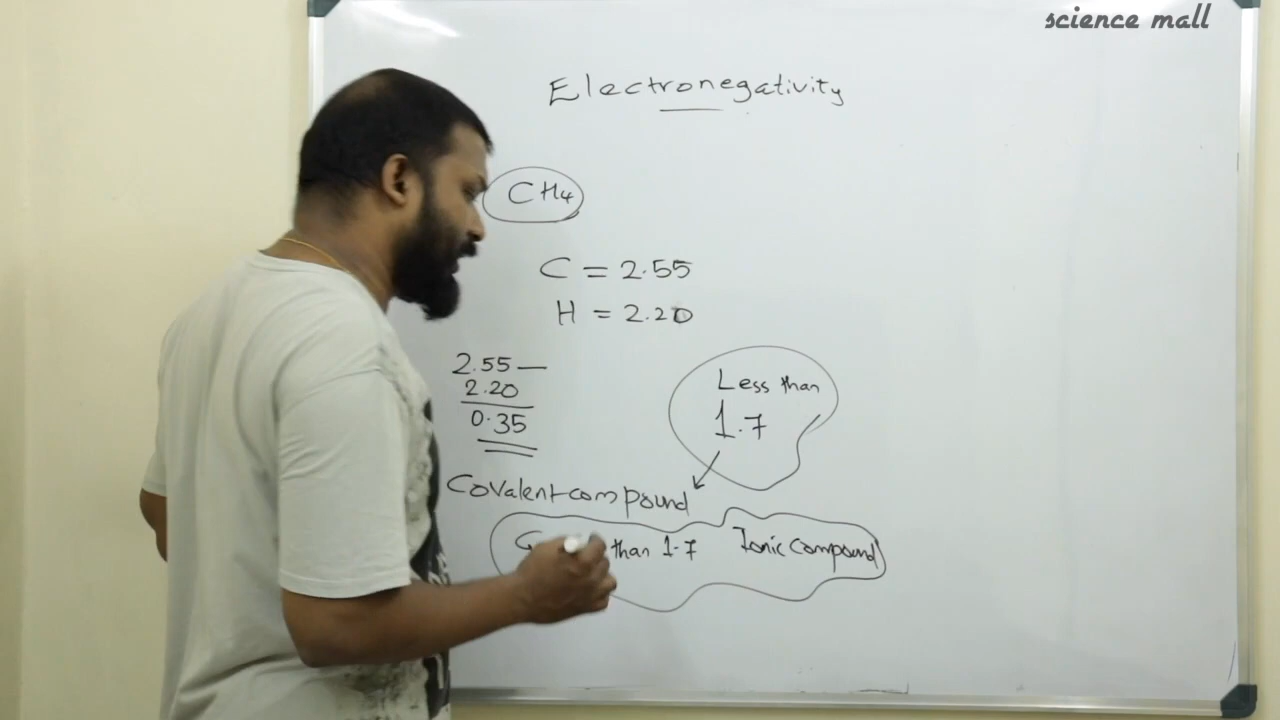 science mall
Electronegativity
CH4
C = 2.55
H = 2.20
2.55 —
2.20
0.35
Less than
1.7
Covalent compound
than 1.7 Ionic compound